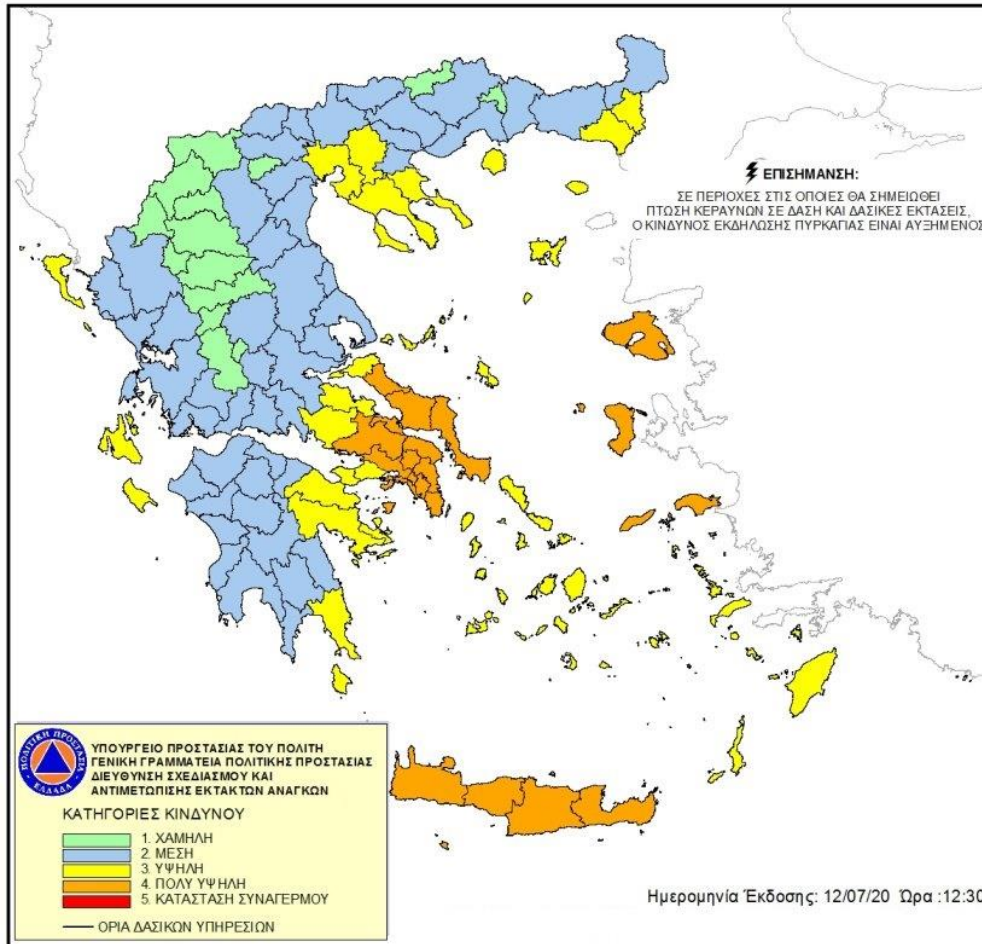 ΕΠΙΣΗΜΑΝΣΗ:
ΣΕ ΠΕΡΙΟΧΕΣ ΣΤΙΣ ΟΠΟΙΕΣ ΘΑ ΣΗΜΕΙΩΘΕΙ
ΠΤΩΣΗ ΚΕΡΑΥΝΩΝ ΣΕ ΔΑΣΗ ΚΑΙ ΔΑΣΙΚΕΣ ΕΚΤΑΣΕΙΣ,
Ο ΚΙΝΔΥΝΟΣ ΕΚΔΗΛΩΣΗΣ ΠΥΡΚΑΓΙΑΣ ΕΙΝΑΙ ΑΥΞΗΜΕΝΟΣ
ΠΟΛΙΤΙΚΗ ΠΡΟΣΤΑΣΙΑ
ΕΛΛΑΔΑ
ΥΠΟΥΡΓΕΙΟ ΠΡΟΣΤΑΣΙΑΣ ΤΟΥ ΠΟΛΙΤΗ
ΓΕΝΙΚΗ ΓΡΑΜΜΑΤΕΙΑ ΠΟΛΙΤΙΚΗΣ ΠΡΟΣΤΑΣΙΑΣ
ΔΙΕΥΘΥΝΣΗ ΣΧΕΔΙΑΣΜΟΥ ΚΑΙ
ΑΝΤΙΜΕΤΩΠΙΣΗΣ ΕΚΤΑΚΤΩΝ ΑΝΑΓΚΩΝ
ΚΑΤΗΓΟΡΙΕΣ ΚΙΝΔΥΝΟΥ
1. ΧΑΜΗΛΗ
2. ΜΕΣΗ
3. ΥΨΗΛΗ
4. ΠΟΛΥ ΥΨΗΛΗ
5. ΚΑΤΑΣΤΑΣΗ ΣΥΝΑΓΕΡΜΟΥ
ΟΡΙΑ ΔΑΣΙΚΩΝ ΥΠΗΡΕΣΙΩΝ
Ημερομηνία Έκδοσης: 12/07/20 Ώρα :12:30